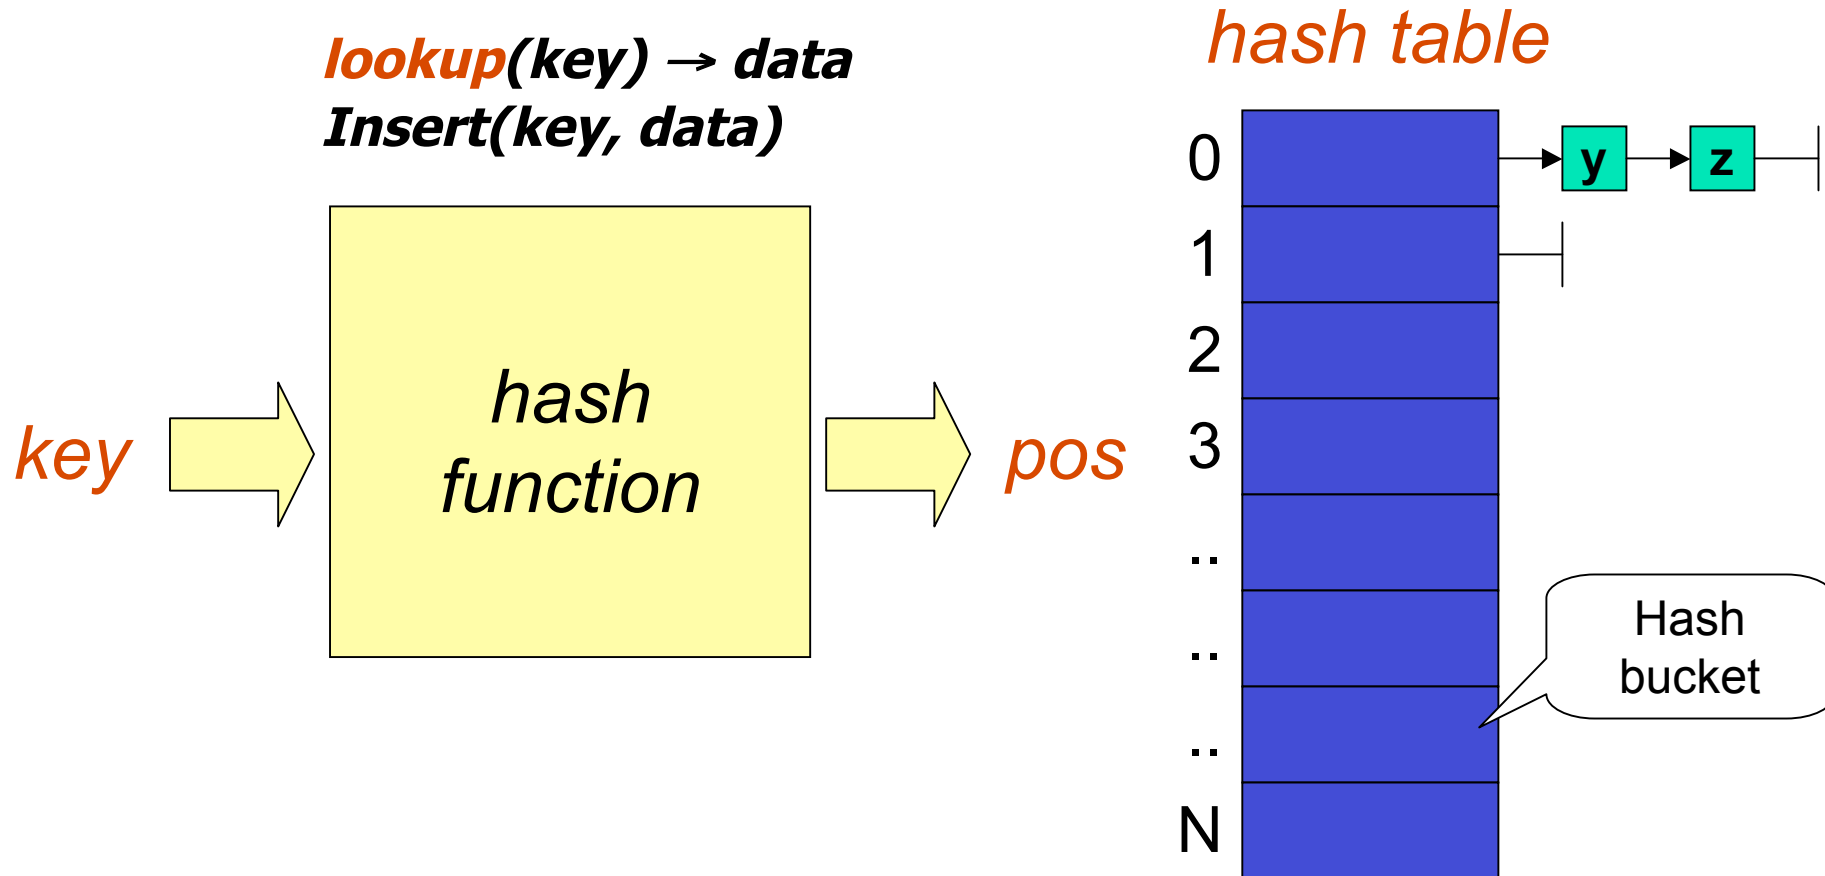 lookup(key) → data
Insert(key, data)
hash table
key
hash
function
pos
0
y
z
1
2
3
..
..
..
N
Hash
bucket